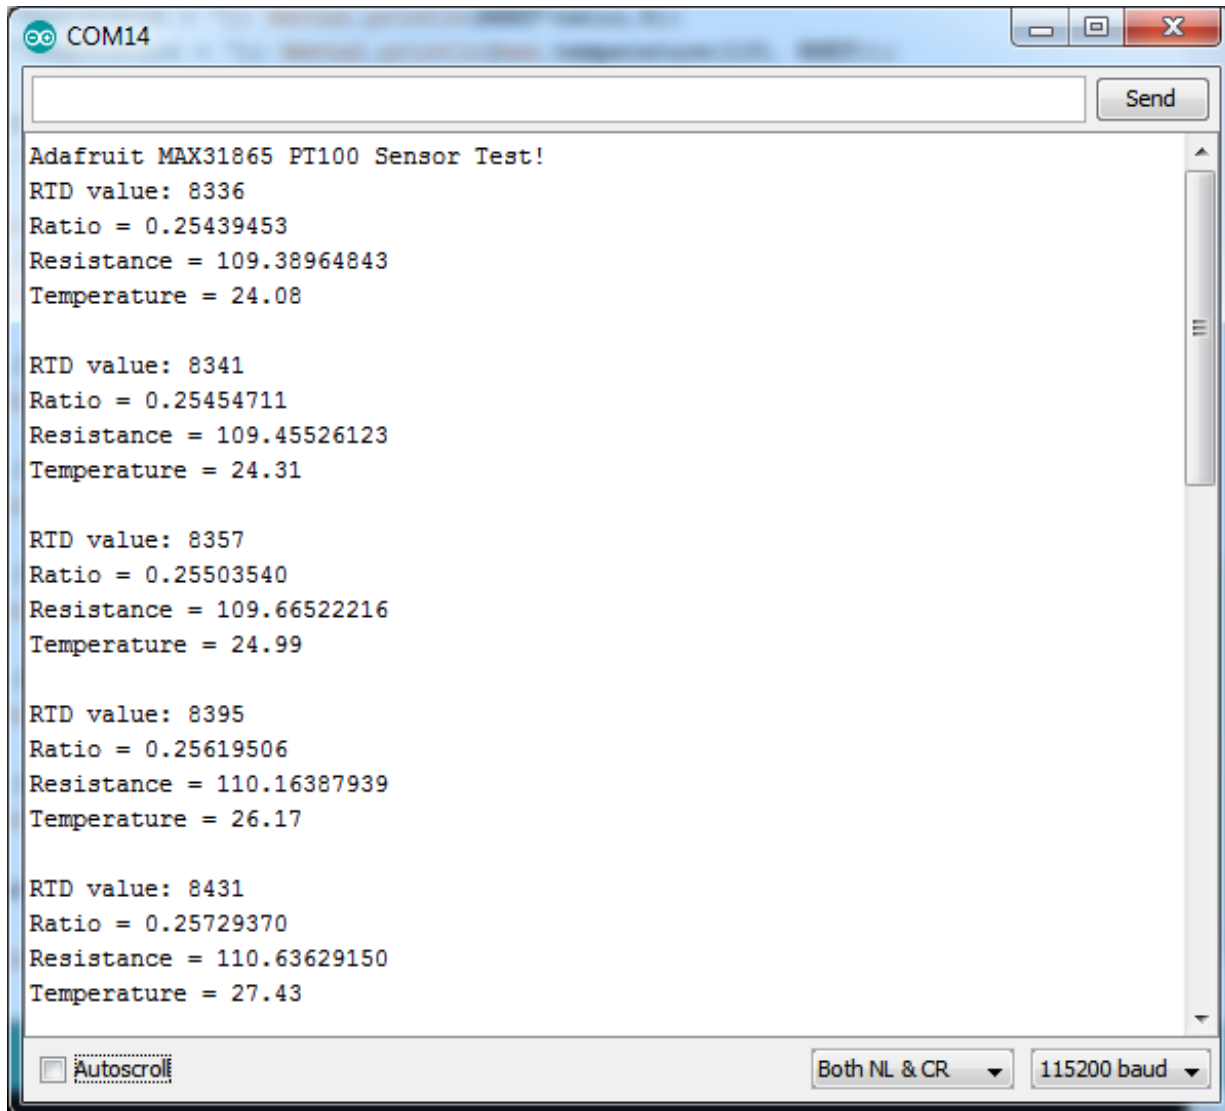 COM14
Send
Adafruit MAX31865 PT100 Sensor Test!
RTD value: 8336
Ratio = 0.25439453
Resistance = 109.38964843
Temperature = 24.08
RTD value: 8341
Ratio = 0.25454711
Resistance = 109.45526123
Temperature = 24.31
RTD value: 8357
Ratio = 0.25503540
Resistance = 109.66522216
Temperature = 24.99
RTD value: 8395
Ratio = 0.25619506
Resistance = 110.16387939
Temperature = 26.17
RTD value: 8431
Ratio = 0.25729370
Resistance = 110.63629150
Temperature = 27.43
Autoscroll Both NL & CR 115200 baud